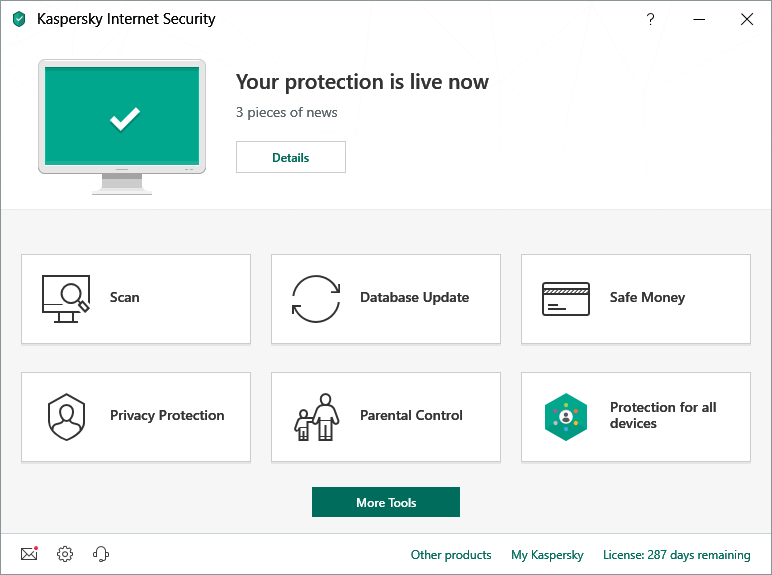 Kaspersky Internet Security
?
Your protection is live now
3 pieces of news
Details
Scan
Database Update
Safe Money
Privacy Protection
Parental Control
Protection for all
devices
More Tools
Other products
My Kaspersky
License: 287 days remaining